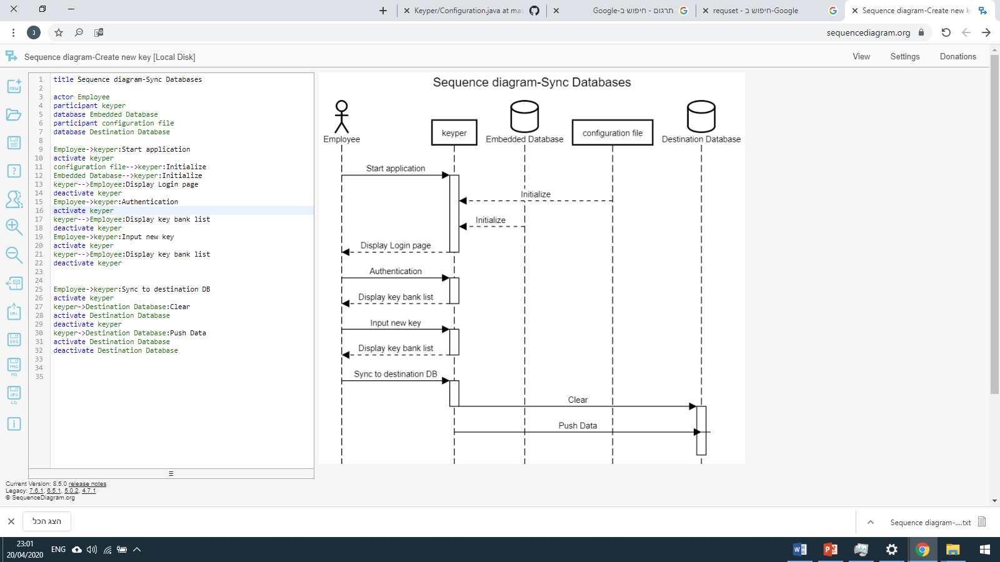 Keyper/Configuration.java at mas
תרגום - חיפוש ב-Google
requset - חיפוש ב-Google
Sequence diagram-Create new k
נ
sequencediagram.org
Sequence diagram-Create new key [Local Disk]
View
Settings
Donations
NEW
?
URL
SVG
PNG
HQ
JPG
LQ
i
1 title Sequence diagram-Sync Databases
2
3 actor Employee
4 participant keyper
5 database Embedded Database
6 participant configuration file
7 database Destination Database
8
9 Employee->keyper:Start application
10 activate keyper
11 configuration file-->keyper:Initialize
12 Embedded Database-->keyper:Initialize
13 keyper-->Employee:Display Login page
14 deactivate keyper
15 Employee->keyper:Authentication
16 activate keyper
17 keyper-->Employee:Display key bank list
18 deactivate keyper
19 Employee->keyper:Input new key
20 activate keyper
21 keyper-->Employee:Display key bank list
22 deactivate keyper
23
24
25 Employee->keyper:Sync to destination DB
26 activate keyper
27 keyper->Destination Database:Clear
28 activate Destination Database
29 deactivate keyper
30 keyper->Destination Database:Push Data
31 activate Destination Database
32 deactivate Destination Database
33
34
35
Sequence diagram-Sync Databases
Employee
keyper
Embedded Database
configuration file
Destination Database
Start application
Initialize
Initialize
Display Login page
Authentication
Display key bank list
Input new key
Display key bank list
Sync to destination DB
Clear
Push Data
Current Version: 8.5.0 release notes
Legacy: 7.6.1, 6.5.1, 5.0.2, 4.7.1
© SequenceDiagram.org
הצג הכל
Sequence diagram-....txt
23:01
20/04/2020
ENG